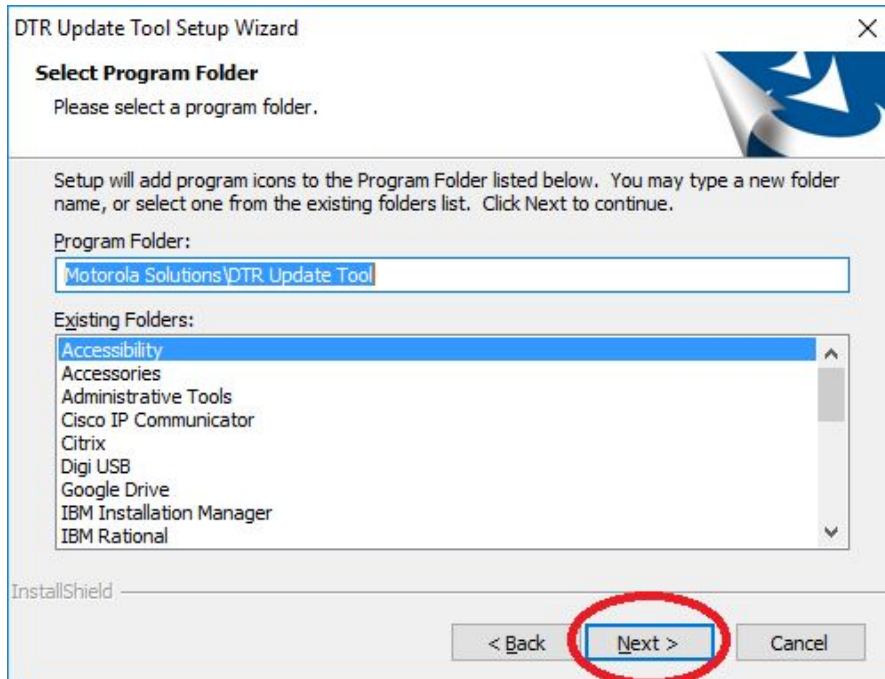 DTR Update Tool Setup Wizard
Select Program Folder
Please select a program folder.
Setup will add program icons to the Program Folder listed below. You may type a new folder
name, or select one from the existing folders list. Click Next to continue.
Program Folder:
Motorola Solutions\DTR Update Tool
Existing Folders:
Accessibility
Accessories
Administrative Tools
Cisco IP Communicator
Citrix
Digi USB
Google Drive
IBM Installation Manager
IBM Rational
InstallShield
< Back Next > Cancel